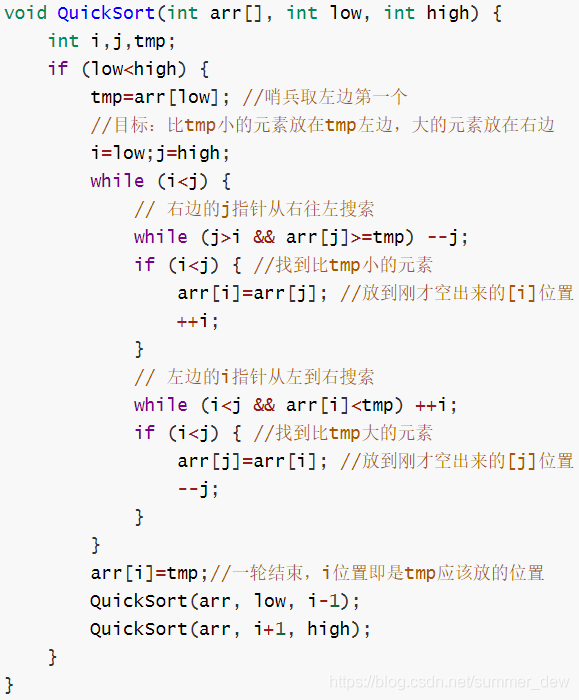 void QuickSort(int arr[], int low, int high) {
    int i,j,tmp;
    if (low<high) {
        tmp=arr[low]; //哨兵取左边第一个
        //目标：比tmp小的元素放在tmp左边，大的元素放在右边
        i=low;j=high;
        while (i<j) {
            // 右边的j指针从右往左搜索
            while (j>i && arr[j]>=tmp) --j;
            if (i<j) { //找到比tmp小的元素
                arr[i]=arr[j]; //放到刚才空出来的[i]位置
                ++i;
            }
            // 左边的i指针从左到右搜索
            while (i<j && arr[i]<tmp) ++i;
            if (i<j) { //找到比tmp大的元素
                arr[j]=arr[i]; //放到刚才空出来的[j]位置
                --j;
            }
        }
        arr[i]=tmp;//一轮结束，i位置即是tmp应该放的位置
        QuickSort(arr, low, i-1);
        QuickSort(arr, i+1, high);
    }
}
https://blog.csdn.net/summer_dew